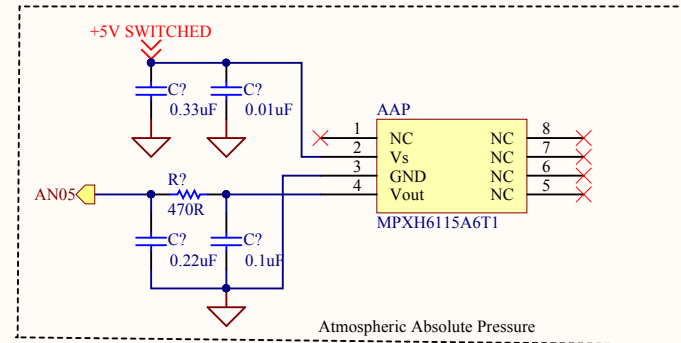 +5V SWITCHED
C?
0.33uF
C?
0.01uF
AAP
1 NC NC 8
2 Vs NC 7
3 GND NC 6
4 Vout NC 5
MPXH6115A6T1
AN05
R?
470R
C?
0.22uF
C?
0.1uF
Atmospheric Absolute Pressure